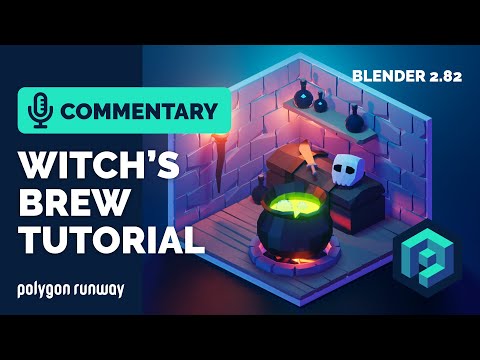 BLENDER 2.82
COMMENTARY
WITCH'S
BREW
TUTORIAL
polygon runway